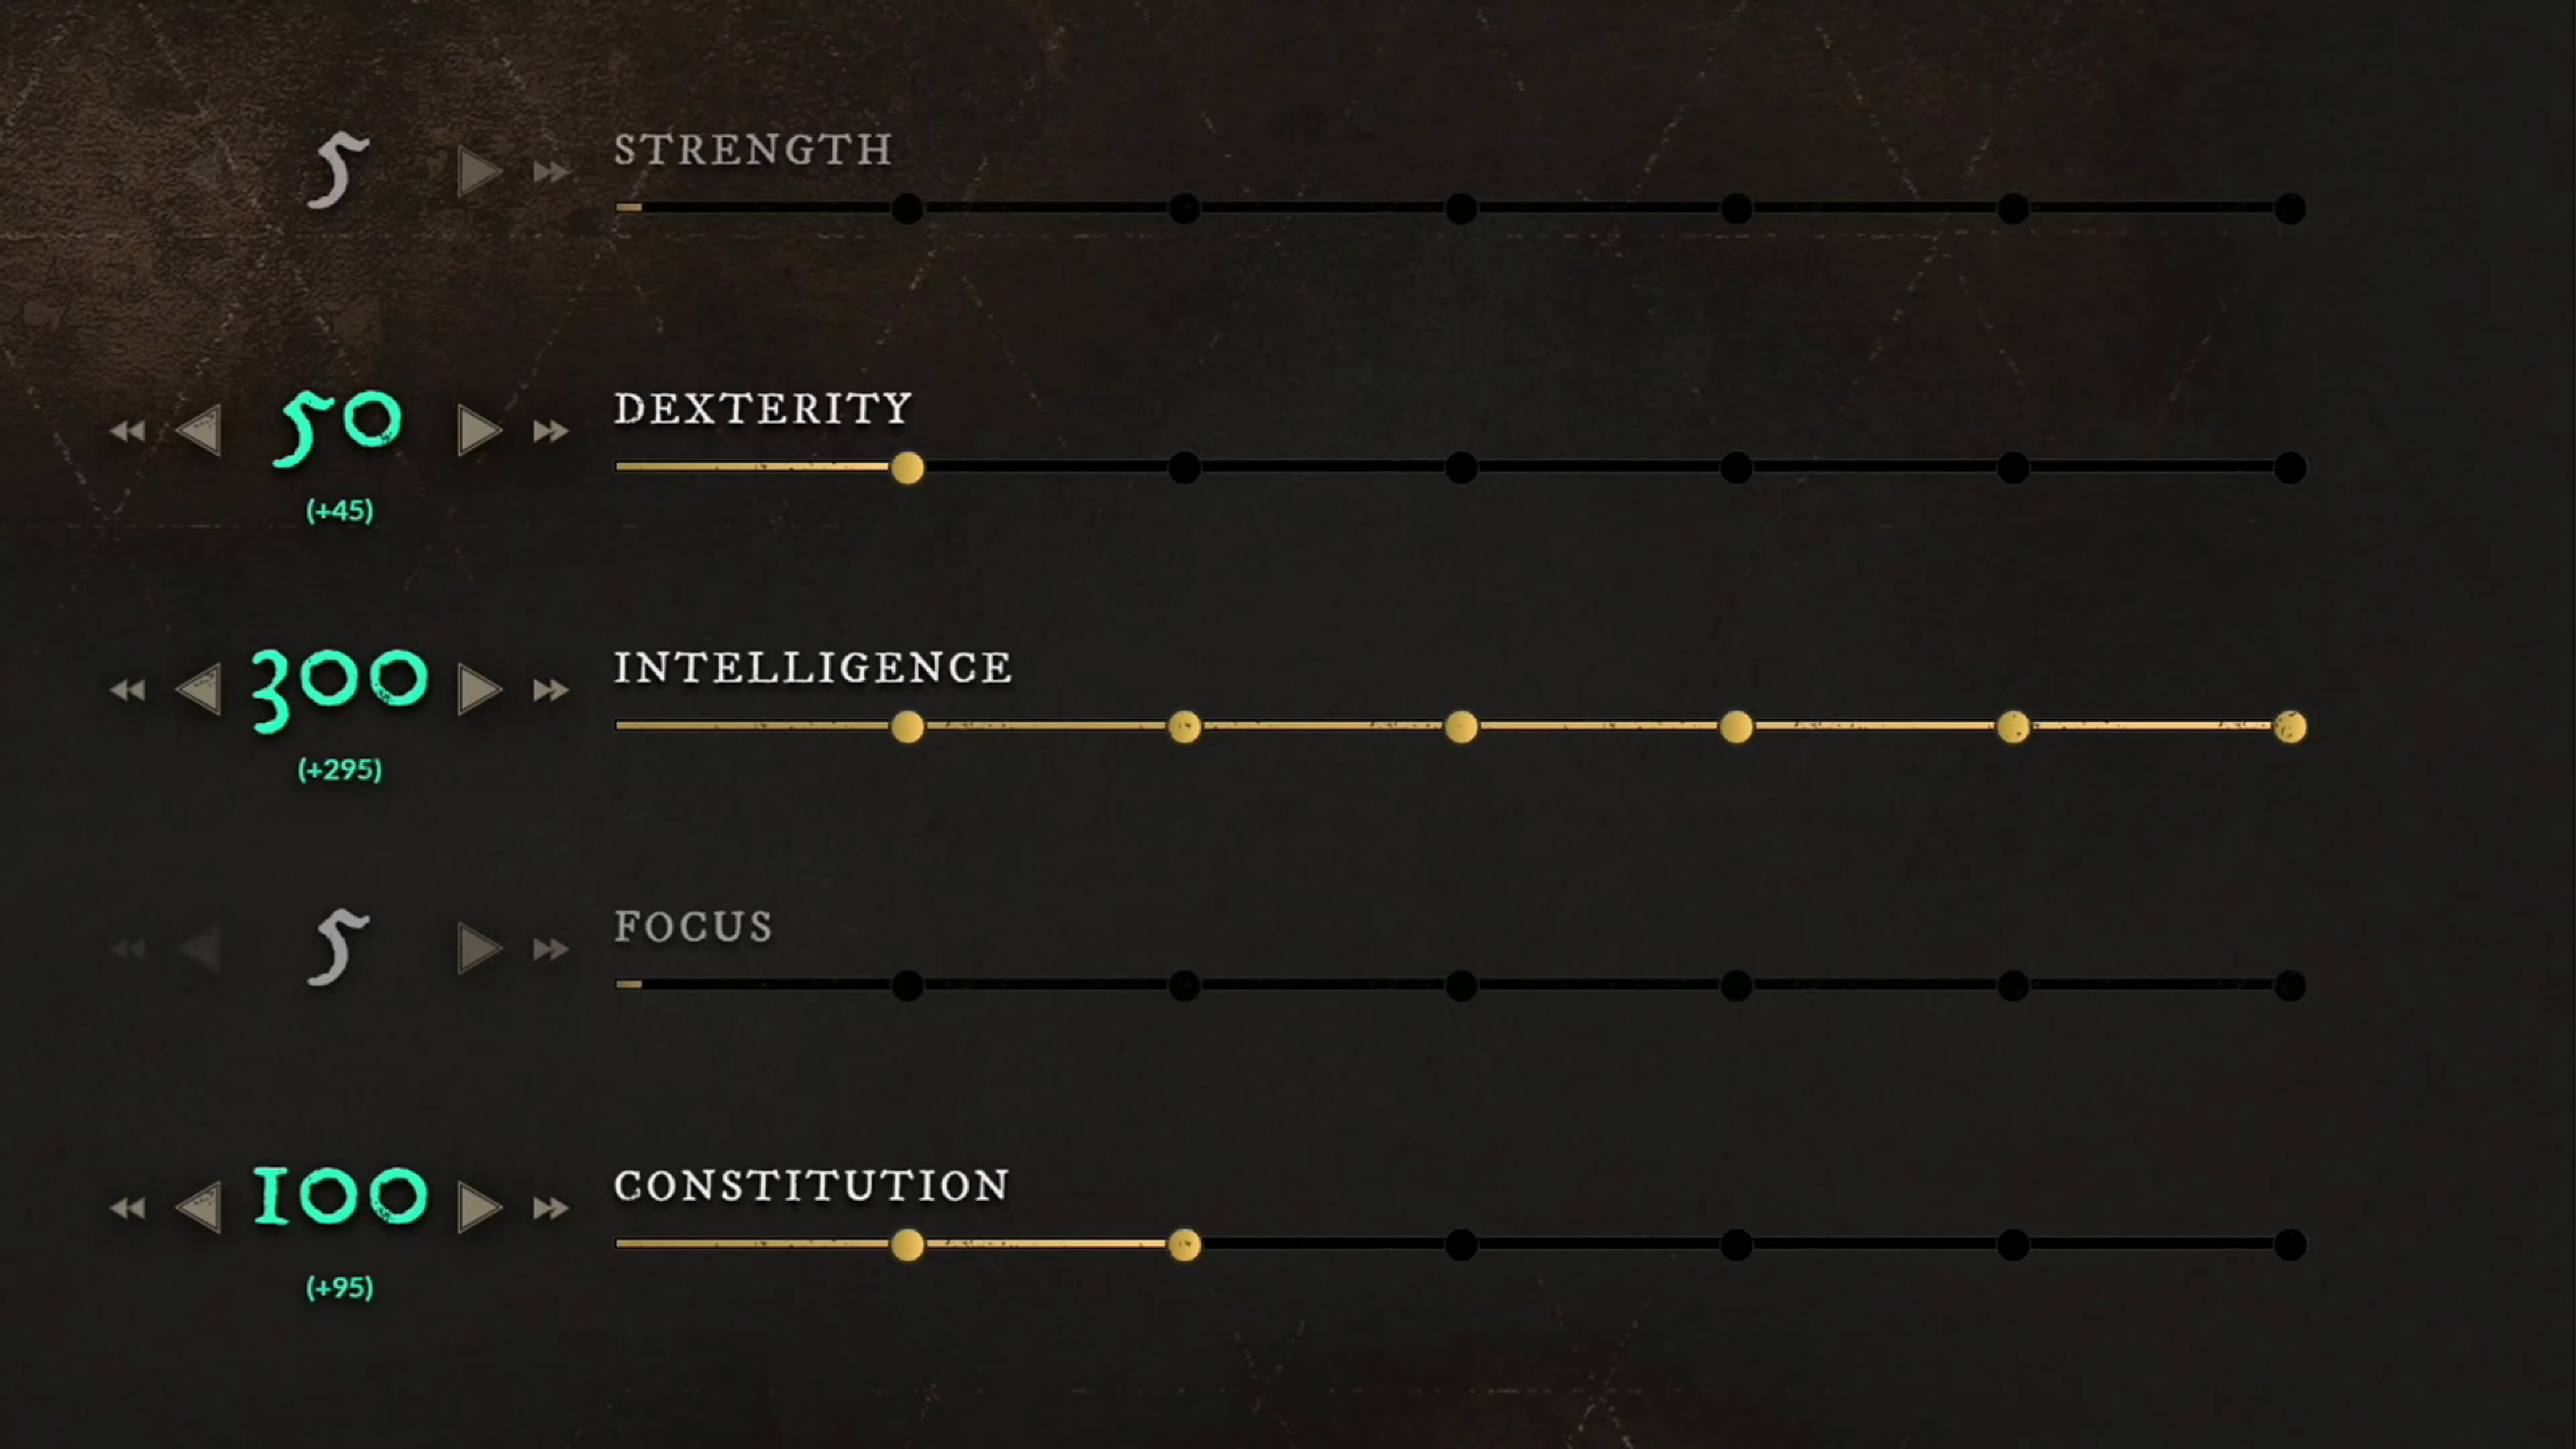 5 STRENGTH
50 DEXTERITY
(+45)
300 INTELLIGENCE
(+295)
5 FOCUS
100 CONSTITUTION
(+95)